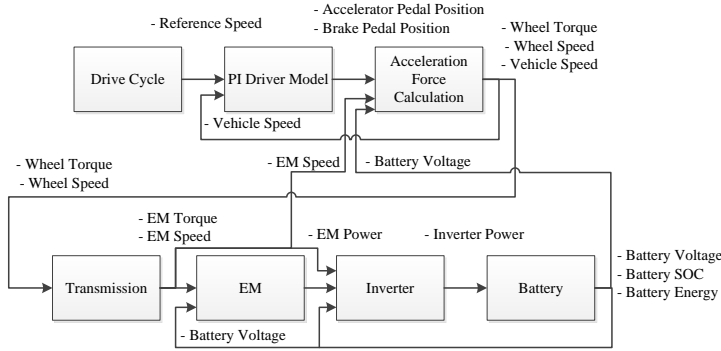 - Reference Speed
- Accelerator Pedal Position
- Brake Pedal Position
- Wheel Torque
- Wheel Speed
- Vehicle Speed
Drive Cycle
PI Driver Model
Acceleration
Force
Calculation
- Vehicle Speed
- Wheel Torque
- Wheel Speed
- EM Speed
- Battery Voltage
- EM Torque
- EM Speed
- EM Power
- Inverter Power
Transmission
EM
Inverter
Battery
- Battery Voltage
- Battery SOC
- Battery Energy
- Battery Voltage